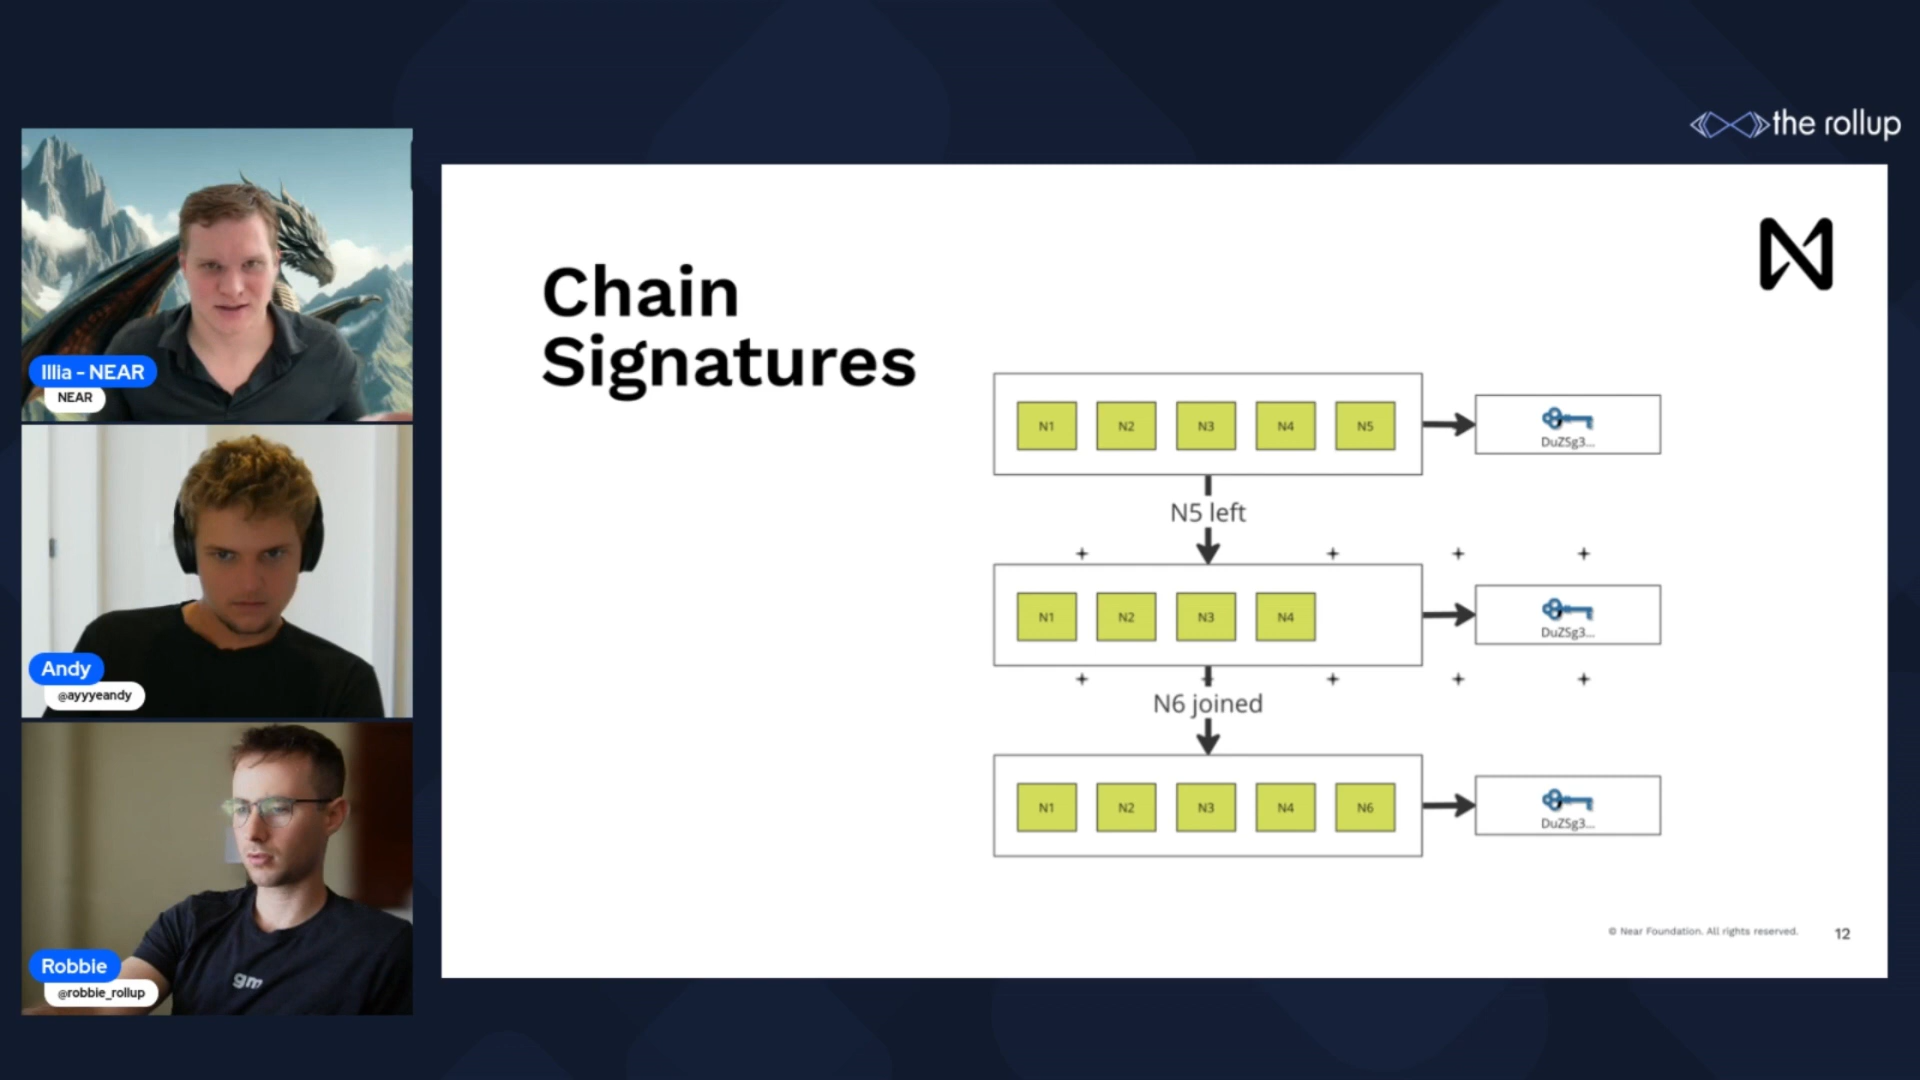 the rollup
Illia - NEAR
NEAR
Andy
@ayyyeandy
gm
Robbie
@robbie_rollup
Chain
Signatures
N1 N2 N3 N4 N5
DuZSg3...
N5 left
N1 N2 N3 N4
DuZSg3...
N6 joined
N1 N2 N3 N4 N6
DuZSg3...
© Near Foundation. All rights reserved. 12